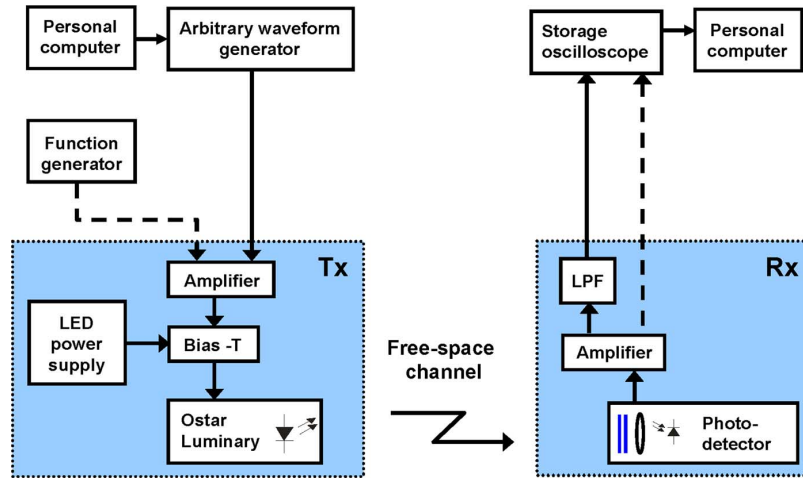 Personal
computer
Arbitrary waveform
generator
Storage
oscilloscope
Personal
computer
Function
generator
Tx
Amplifier
LED
power
supply
Bias -T
Ostar
Luminary
Free-space
channel
Rx
LPF
Amplifier
Photo-
detector